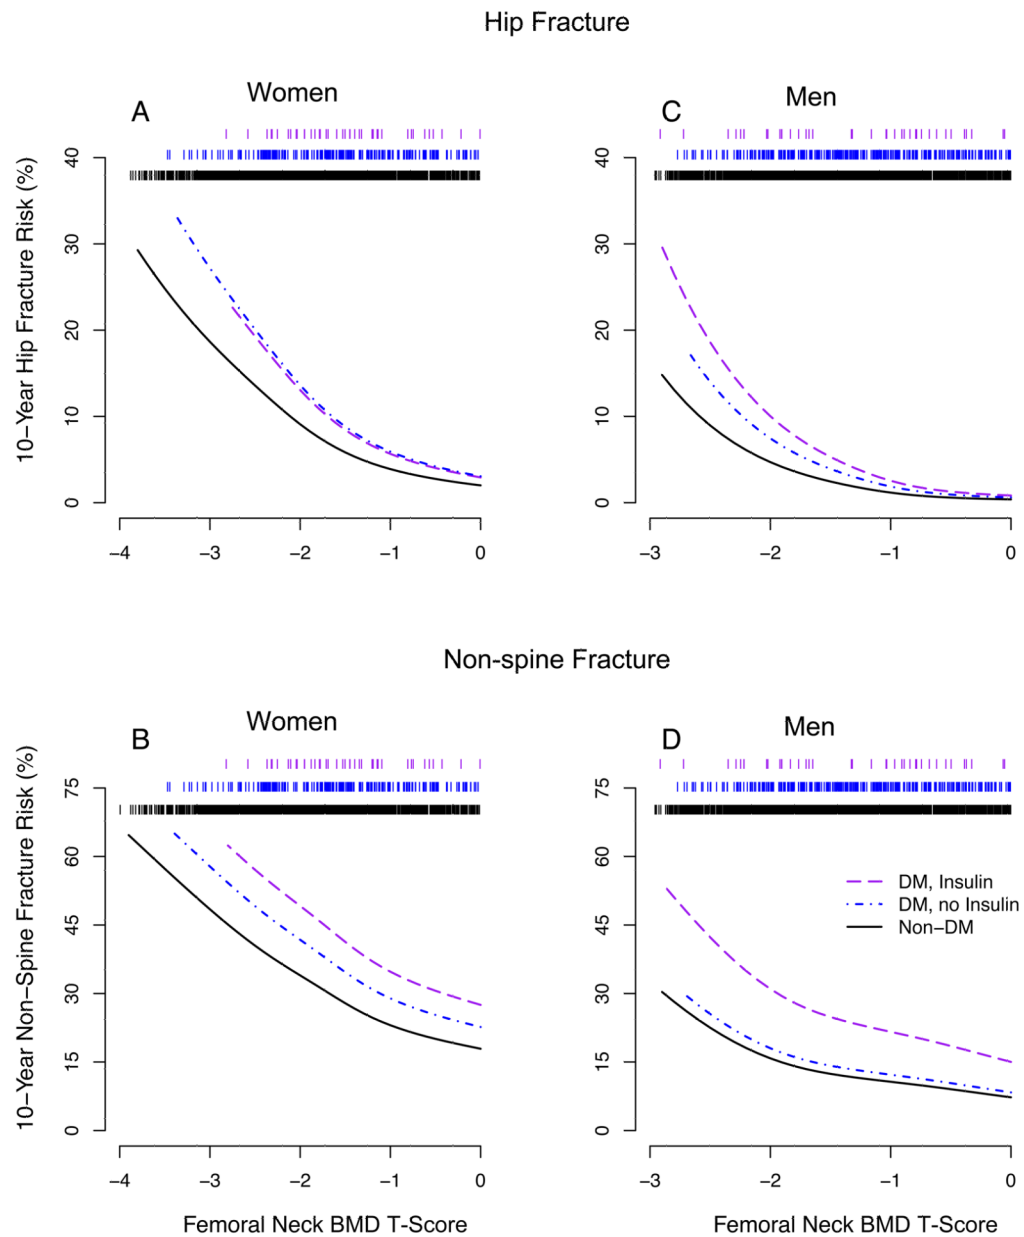 Hip Fracture
A
Women
10−Year Hip Fracture Risk (%)
40
30
20
10
0
−4
−3
−2
−1
0
C
Men
40
30
20
10
0
−3
−2
−1
0
Non-spine Fracture
B
Women
10−Year Non−Spine Fracture Risk (%)
75
60
45
30
15
0
−4
−3
−2
−1
0
Femoral Neck BMD T-Score
D
Men
75
60
45
30
15
0
DM, Insulin
DM, no Insulin
Non−DM
−3
−2
−1
0
Femoral Neck BMD T-Score